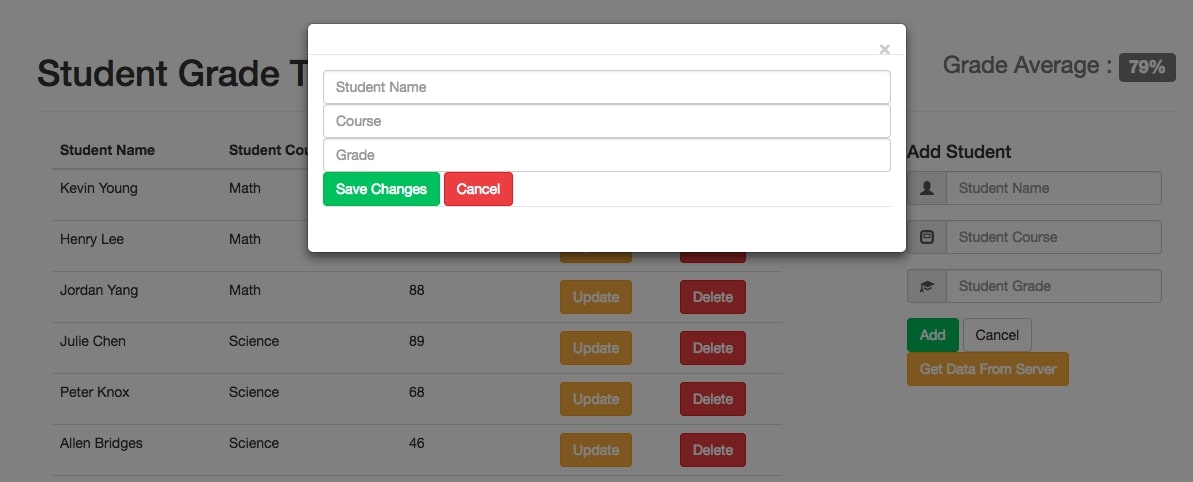 ×
Student Name
Course
Grade
Save Changes Cancel
Student Grade T
Grade Average : 79%
Student Name Student Cou
Kevin Young Math
Henry Lee Math
Jordan Yang Math 88 Update Delete
Julie Chen Science 89 Update Delete
Peter Knox Science 68 Update Delete
Allen Bridges Science 46 Update Delete
Add Student
Student Name
Student Course
Student Grade
Add Cancel
Get Data From Server